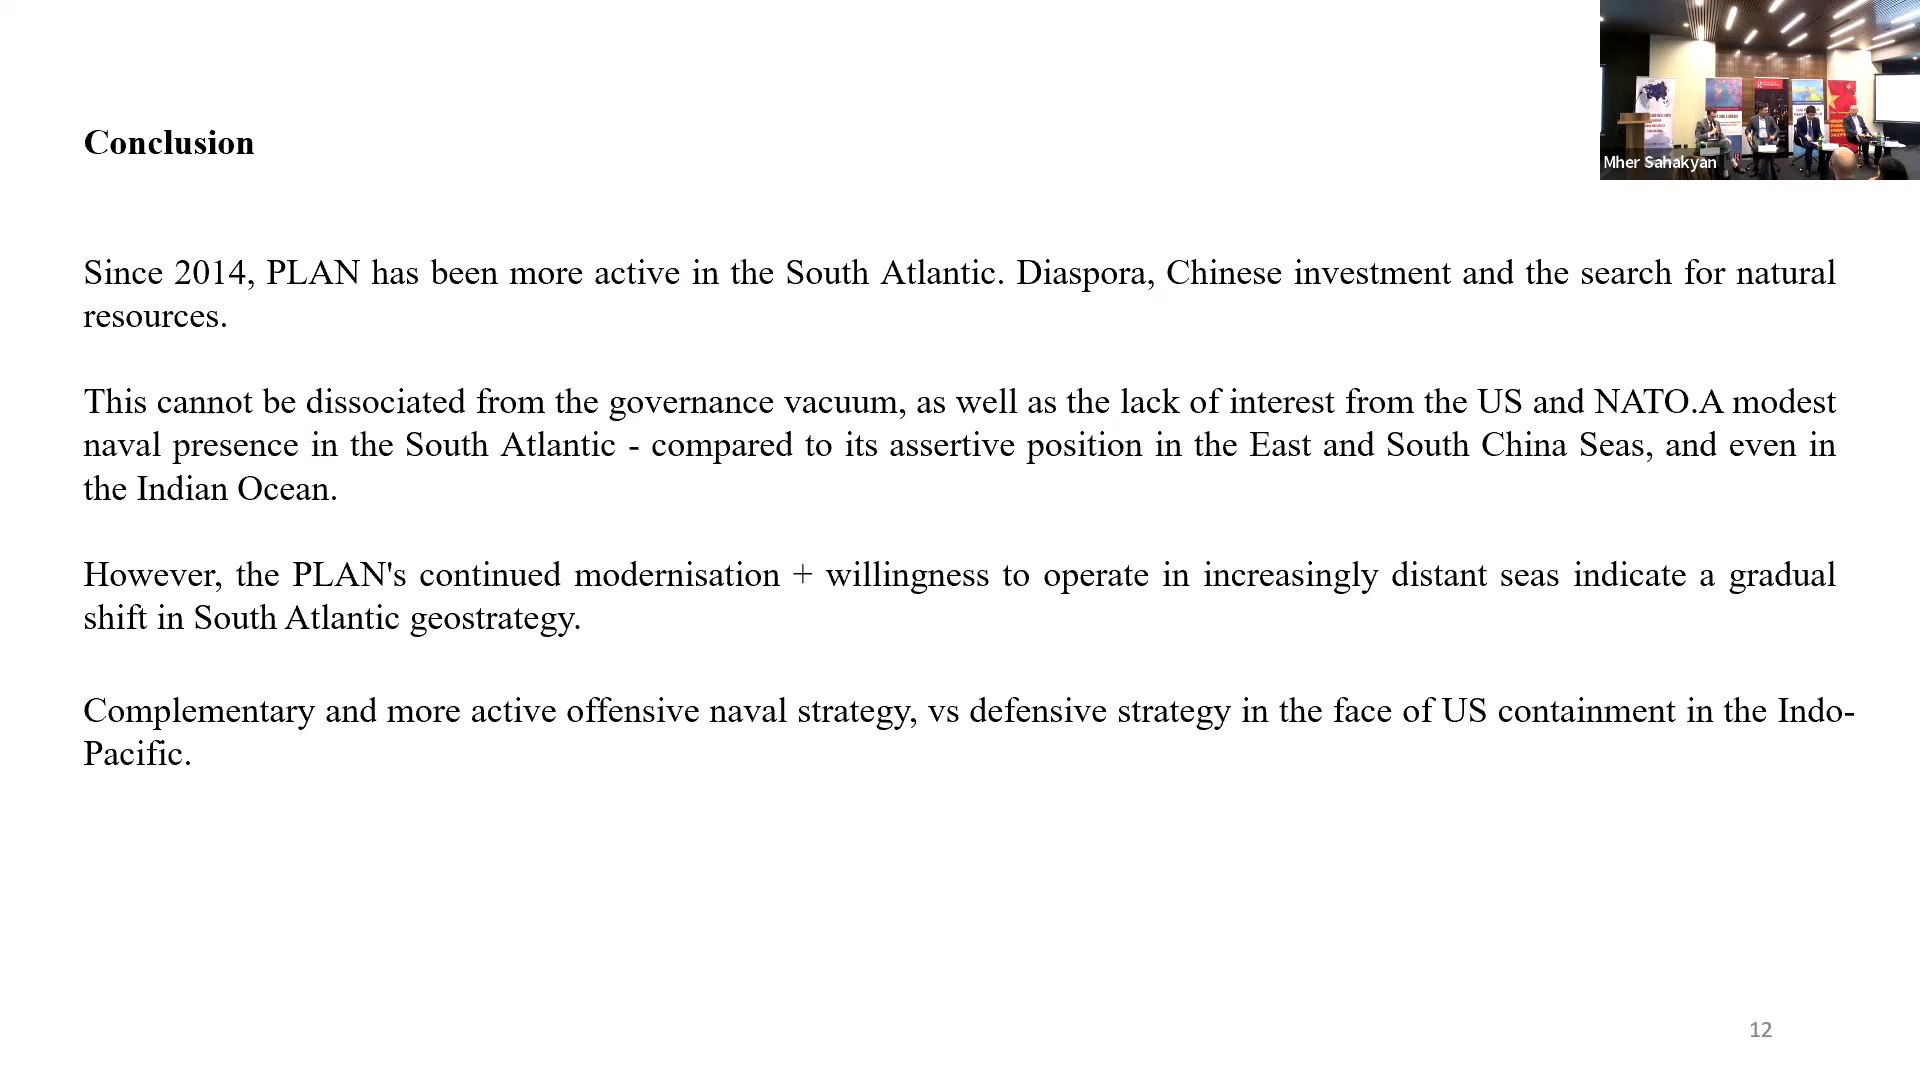 Mher Sahakyan
Conclusion
Since 2014, PLAN has been more active in the South Atlantic. Diaspora, Chinese investment and the search for natural
resources.
This cannot be dissociated from the governance vacuum, as well as the lack of interest from the US and NATO.A modest
naval presence in the South Atlantic - compared to its assertive position in the East and South China Seas, and even in
the Indian Ocean.
However, the PLAN's continued modernisation + willingness to operate in increasingly distant seas indicate a gradual
shift in South Atlantic geostrategy.
Complementary and more active offensive naval strategy, vs defensive strategy in the face of US containment in the Indo-
Pacific.
12